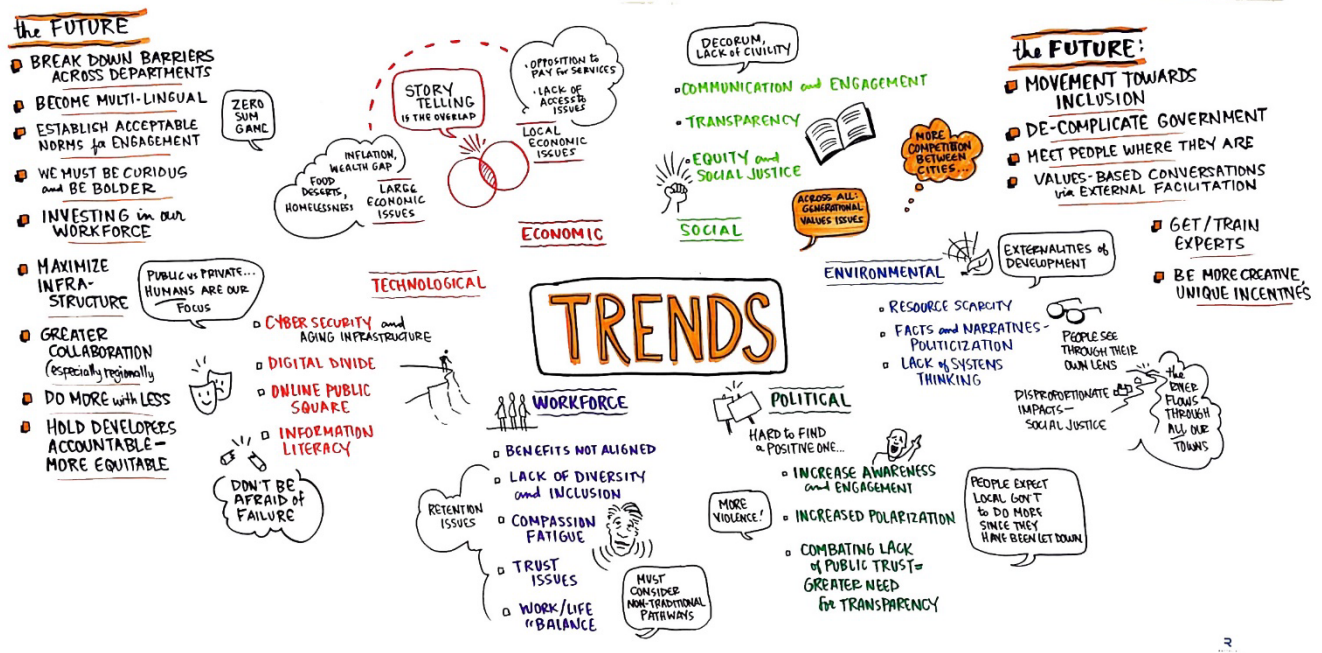 the FUTURE
BREAK DOWN BARRIERS
ACROSS DEPARTMENTS
BECOME MULTI-LINGUAL
ESTABLISH ACCEPTABLE
NORMS for ENGAGEMENT
WE MUST BE CURIOUS
and BE BOLDER
INVESTING in our
WORKFORCE
MAXIMIZE
INFRA-
STRUCTURE
GREATER
COLLABORATION
(especially regionally
DO MORE with LESS
HOLD DEVELOPERS
ACCOUNTABLE-
MORE EQUITABLE
ZERO
SUM
GAME
PUBLIC vs PRIVATE...
HUMANS ARE OUR
FOCUS
DON'T BE
AFRAID of
FAILURE
STORY
TELLING
IS THE OVERLAP
• OPPOSITION to
PAY for SERVICES
• LACK OF
ACCESS to
ISSUES
LOCAL
ECONOMIC
ISSUES
INFLATION,
WEALTH GAP
FOOD
DESERTS,
HOMELESSNESS
LARGE
ECONOMIC
ISSUES
ECONOMIC
TECHNOLOGICAL
CYBER SECURITY and
AGING INFRASTRUCTURE
DIGITAL DIVIDE
ONLINE PUBLIC
SQUARE
INFORMATION
LITERACY
TRENDS
DECORUM,
LACK OF CIVILITY
• COMMUNICATION and ENGAGEMENT
• TRANSPARENCY
• EQUITY and
SOCIAL JUSTICE
SOCIAL
ACROSS ALL:
GENERATIONAL
VALUES ISSUES
MORE
COMPETITION
BETWEEN
CITIES...
ENVIRONMENTAL
EXTERNALITIES of
DEVELOPMENT
RESOURCE SCARCITY
FACTS and NARRATIVES-
POLITICIZATION
LACK of SYSTEMS
THINKING
PEOPLE SEE
THROUGH THEIR
OWN LENS
DISPROPORTIONATE
IMPACTS-
SOCIAL JUSTICE
the
RIVER
FLOWS
THROUGH
ALL OUR
TOWNS
WORKFORCE
BENEFITS NOT ALIGNED
LACK OF DIVERSITY
and INCLUSION
COMPASSION
FATIGUE
TRUST
ISSUES
WORK/LIFE
"BALANCE
RETENTION
ISSUES
MUST
CONSIDER
NON-TRADITIONAL
PATHWAYS
POLITICAL
HARD to FIND
a POSITIVE ONE...
INCREASE AWARENESS
and ENGAGEMENT
INCREASED POLARIZATION
COMBATING LACK
of PUBLIC TRUST=
GREATER NEED
for TRANSPARENCY
MORE
VIOLENCE!
PEOPLE EXPECT
LOCAL GOV'T
to DO MORE
SINCE THEY
HAVE BEEN LET DOWN
the FUTURE:
MOVEMENT TOWARDS
INCLUSION
DE-COMPLICATE GOVERNMENT
MEET PEOPLE WHERE THEY ARE
VALUES-BASED CONVERSATIONS
via EXTERNAL FACILITATION
GET/TRAIN
EXPERTS
BE MORE CREATIVE,
UNIQUE INCENTIVES